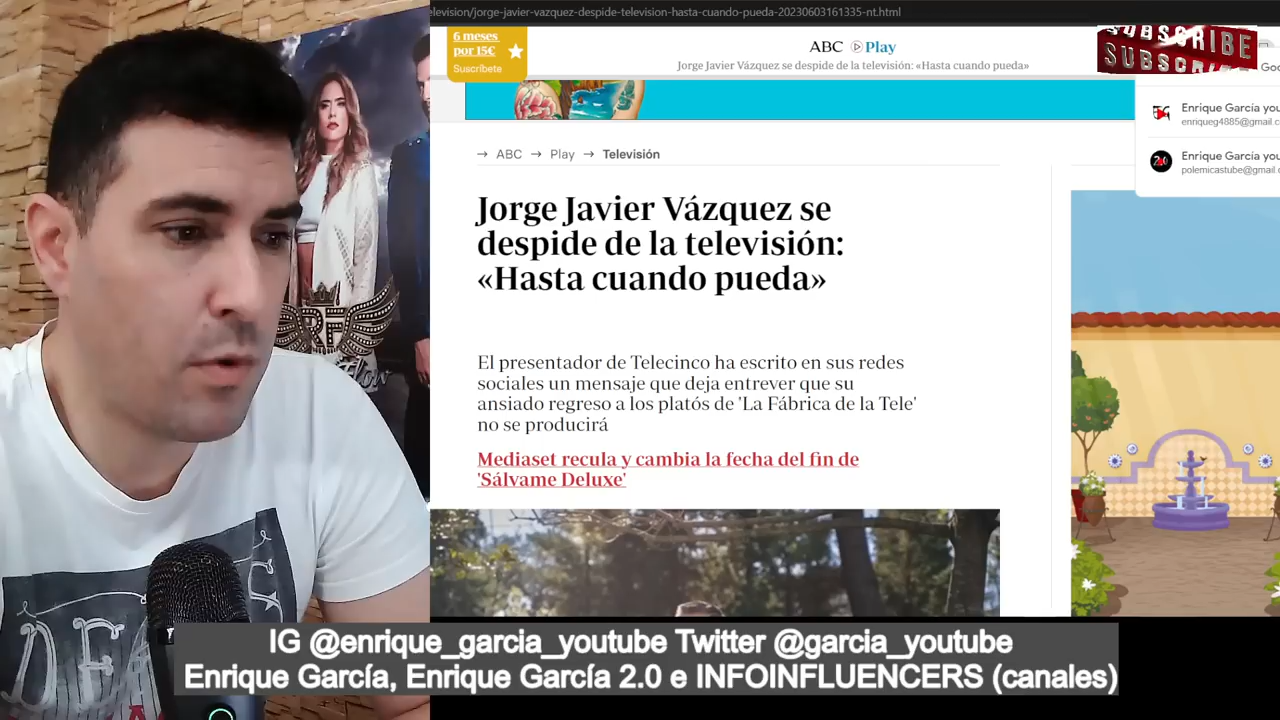 elevision/jorge-javier-vazquez-despide-television-hasta-cuando-pueda-20230603161335-nt.html
6 meses
por 15€
Suscríbete
ABC Play
Jorge Javier Vázquez se despide de la televisión: «Hasta cuando pueda»
SUBSCRIBE
SUBSCRIBE
Goo
Enrique García you
enriqueg4885@gmail.c
Enrique García you
polemicastube@gmail.c
→ ABC → Play → Televisión
Jorge Javier Vázquez se
despide de la televisión:
«Hasta cuando pueda»
El presentador de Telecinco ha escrito en sus redes
sociales un mensaje que deja entrever que su
ansiado regreso a los platós de 'La Fábrica de la Tele'
no se producirá
Mediaset recula y cambia la fecha del fin de
'Sálvame Deluxe'
RF
Flow
IG @enrique_garcia_youtube Twitter @garcia_youtube
Enrique García, Enrique García 2.0 e INFOINFLUENCERS (canales)